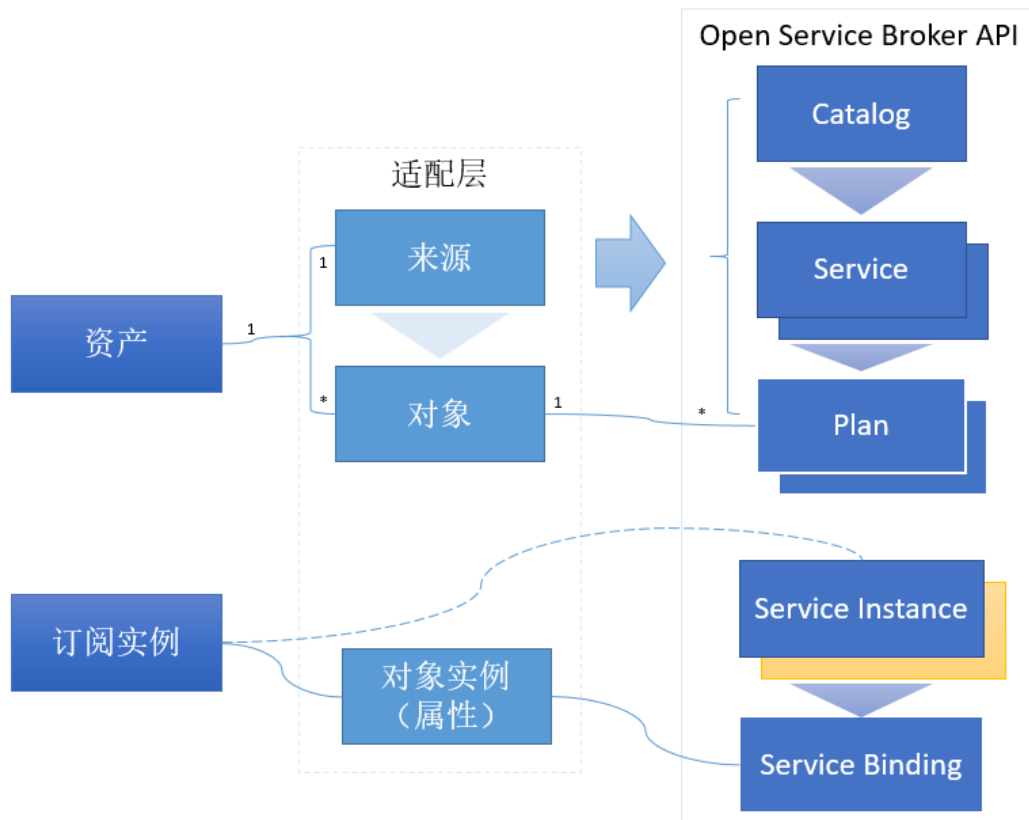 Open Service Broker API
Catalog
适配层
来源
1
Service
资产
1
*
对象
1
*
Plan
订阅实例
Service Instance
对象实例
（属性）
Service Binding